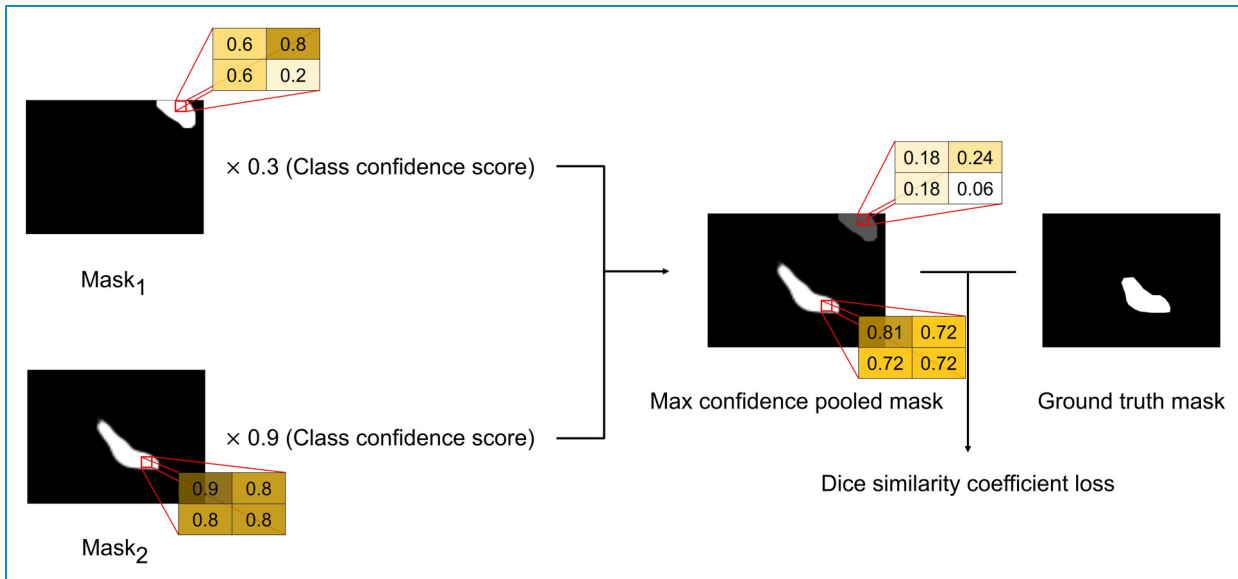 0.6 0.8
0.6 0.2
× 0.3 (Class confidence score)
Mask1
0.9 0.8
0.8 0.8
× 0.9 (Class confidence score)
Mask2
0.18 0.24
0.18 0.06
0.81 0.72
0.72 0.72
Max confidence pooled mask
Ground truth mask
Dice similarity coefficient loss